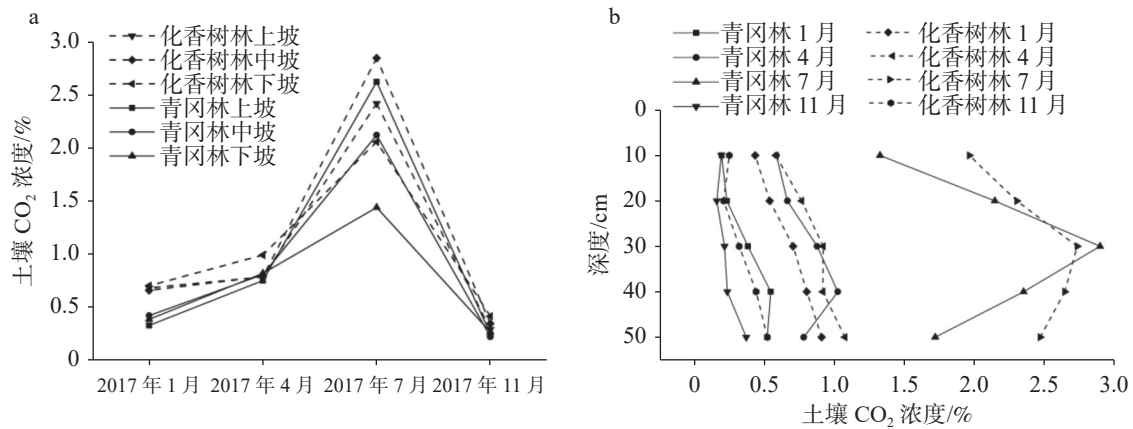 a
化香树林上坡
化香树林中坡
化香树林下坡
青冈林上坡
青冈林中坡
青冈林下坡
土壤 CO2 浓度/%
3.0
2.5
2.0
1.5
1.0
0.5
0
2017 年 1 月 2017 年 4 月 2017 年 7 月 2017 年 11 月
b
青冈林 1 月 化香树林 1 月
青冈林 4 月 化香树林 4 月
青冈林 7 月 化香树林 7 月
青冈林 11 月 化香树林 11 月
深度/cm
0
10
20
30
40
50
0 0.5 1.0 2.0 2.5 3.0
土壤 CO2 浓度/%